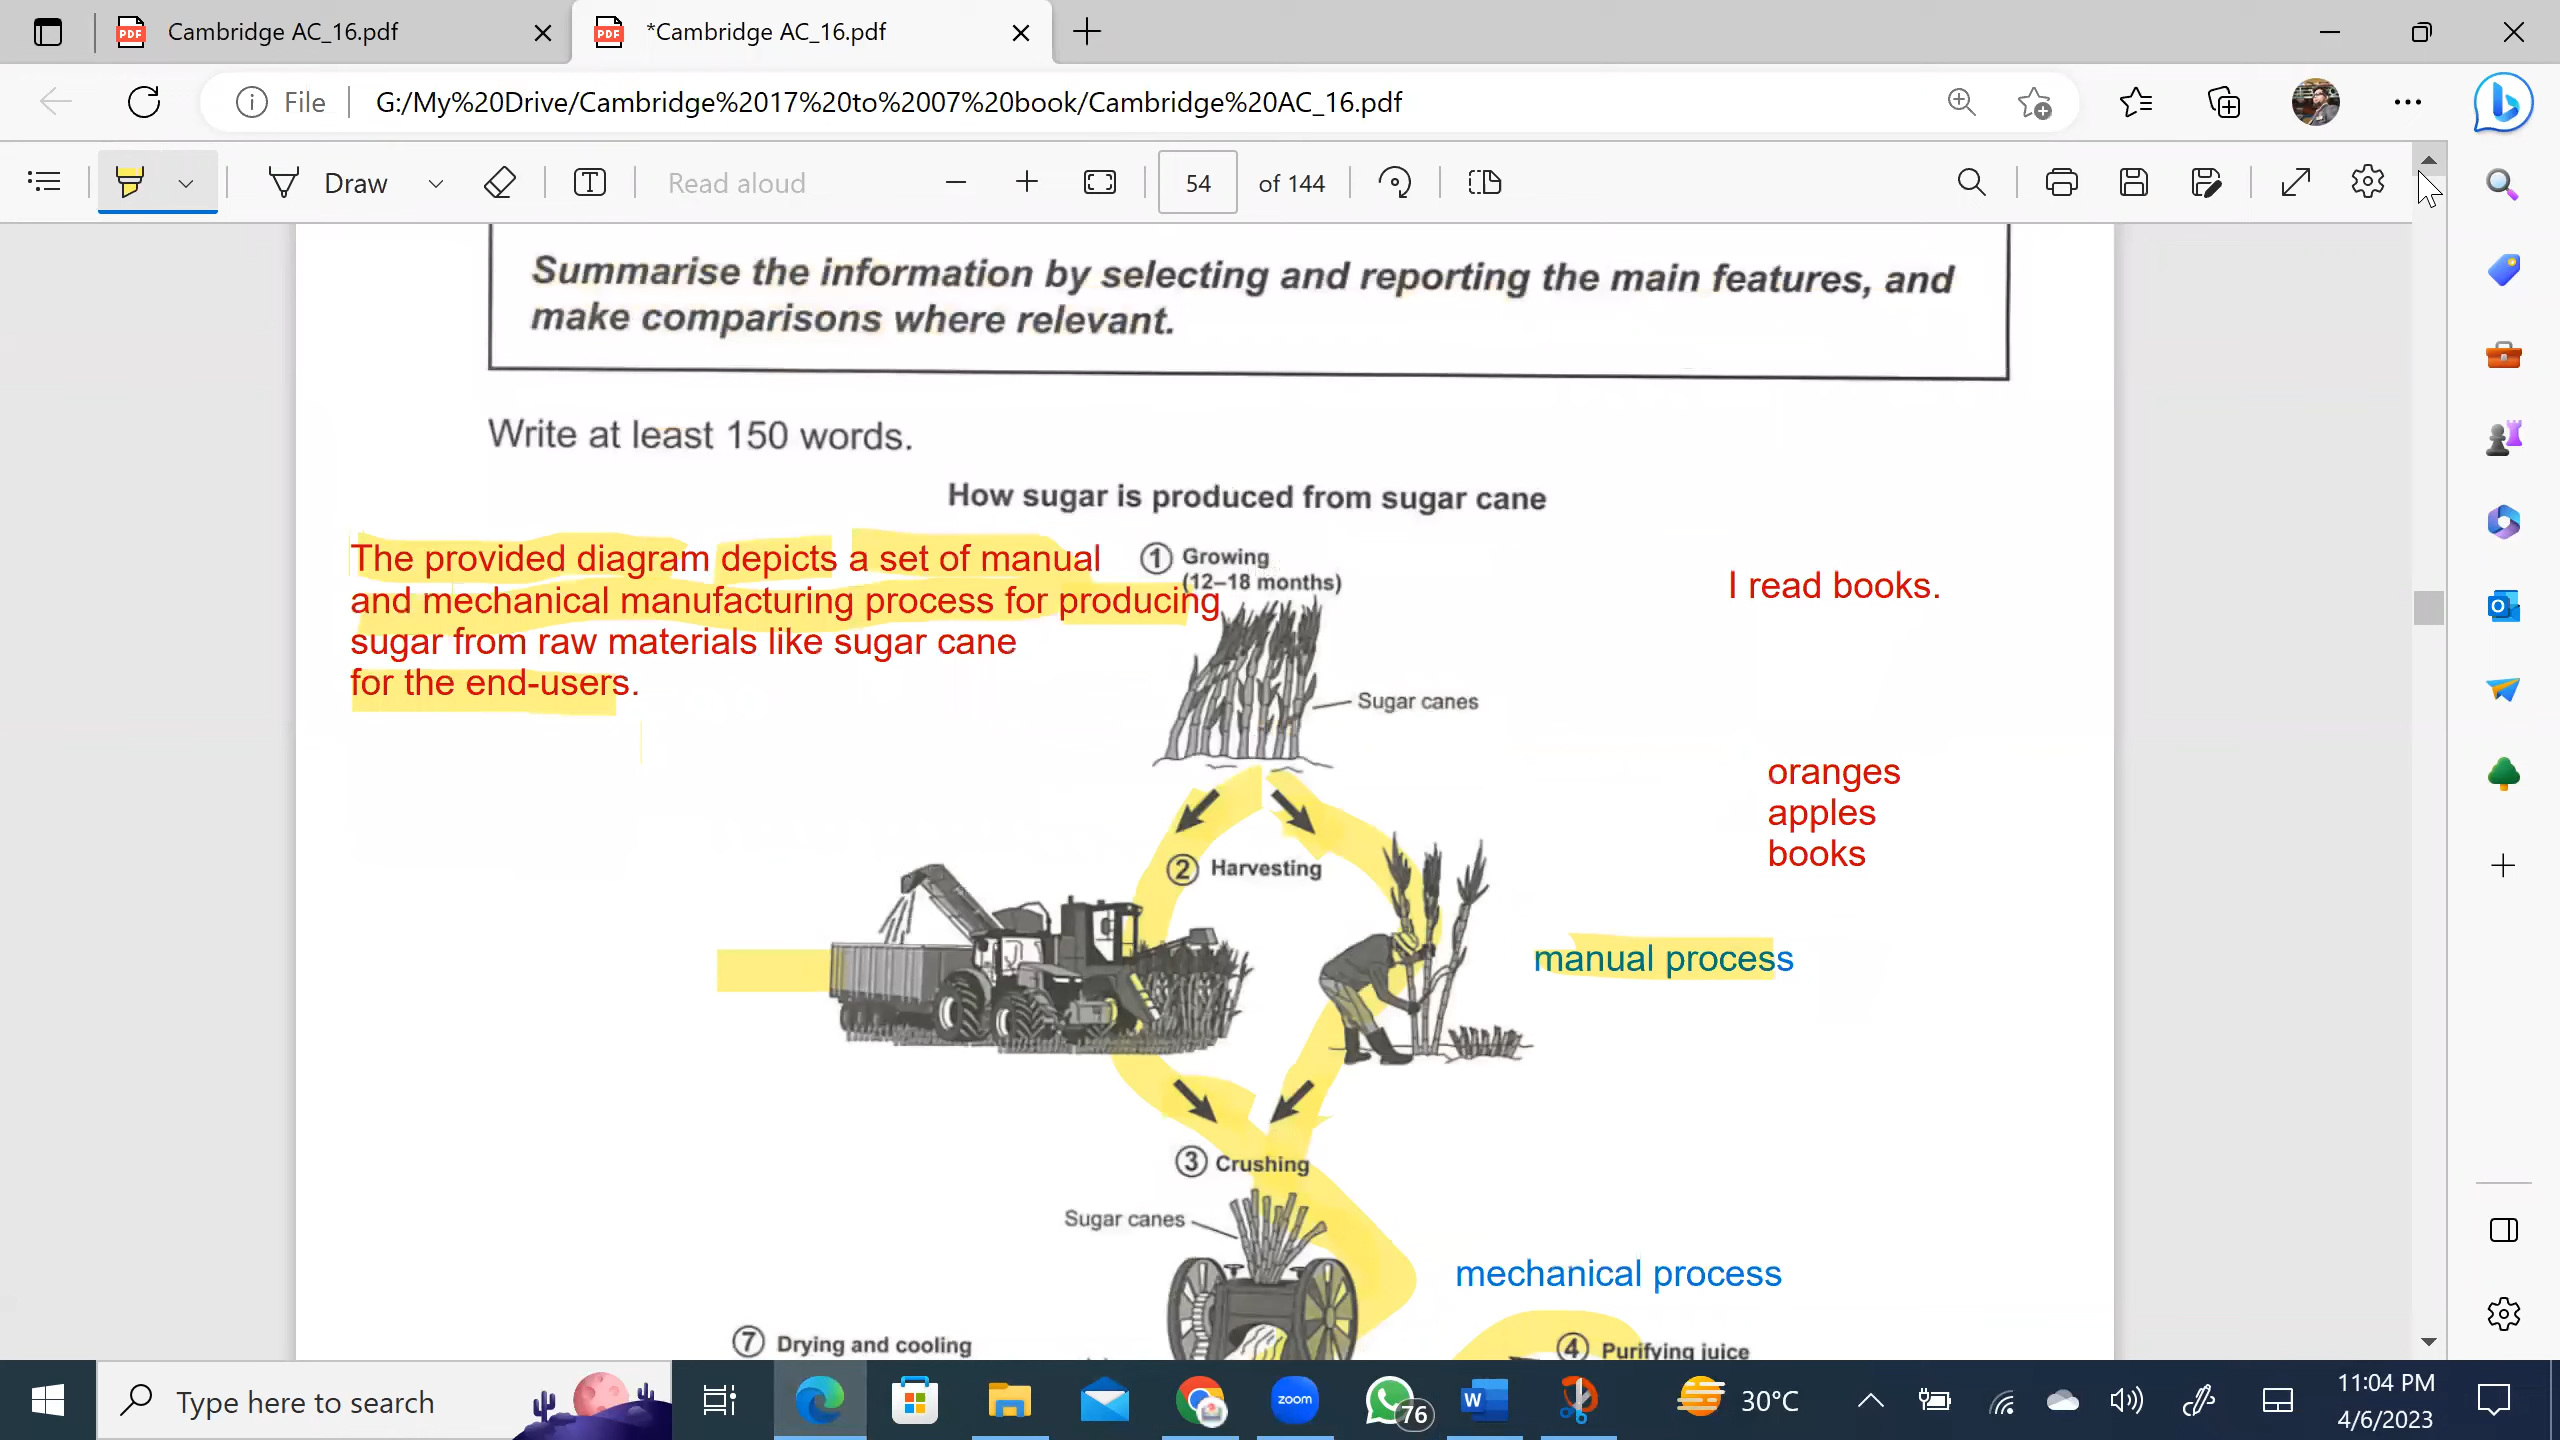 Cambridge AC_16.pdf
*Cambridge AC_16.pdf
File
G:/My%20Drive/Cambridge%2017%20to%2007%20book/Cambridge%20AC_16.pdf
Draw
Read aloud
54
of 144
Summarise the information by selecting and reporting the main features, and
make comparisons where relevant.
Write at least 150 words.
How sugar is produced from sugar cane
The provided diagram depicts a set of manual
and mechanical manufacturing process for producing
sugar from raw materials like sugar cane
for the end-users.
1 Growing
(12–18 months)
I read books.
Sugar canes
oranges
apples
books
2 Harvesting
manual process
3 Crushing
Sugar canes
mechanical process
7 Drying and cooling
4 Purifying juice
Type here to search
zoom
76
30°C
11:04 PM
4/6/2023